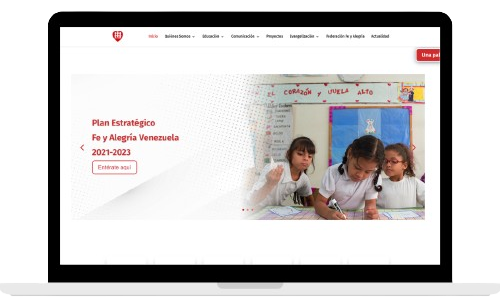 Inicio Quiénes Somos Educación Comunicación Proyectos Evangelización Federación Fe y Alegría Actualidad
Una pa
Plan Estratégico
Fe y Alegría Venezuela
2021-2023
Entérate aquí
EL CORAZÓN y VUELA ALTO